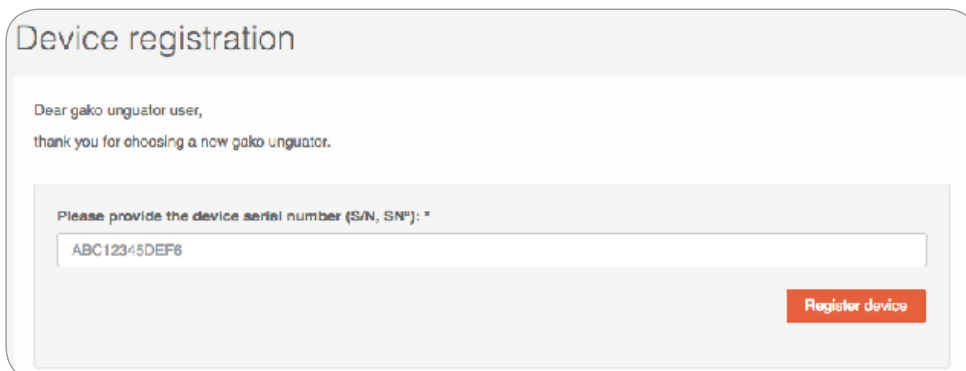 Device registration
Dear gako unguator user,
thank you for choosing a new gako unguator.
Please provide the device serial number (S/N, SN°): *
ABC12345DEF6
Register device